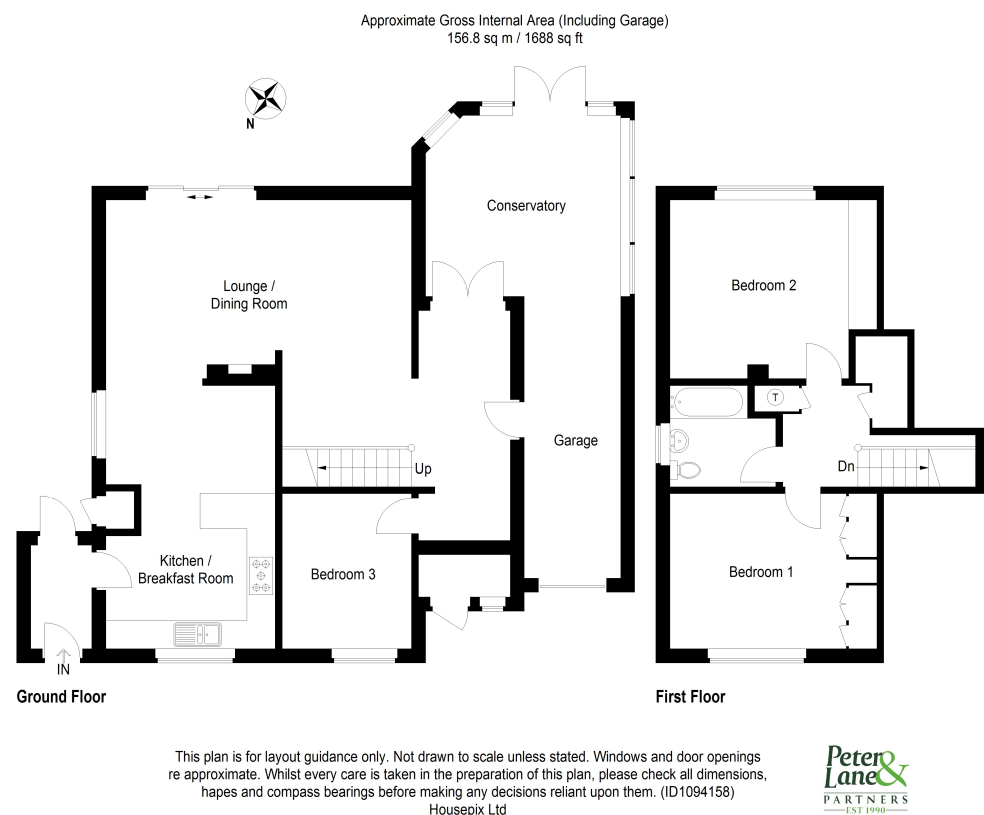 Approximate Gross Internal Area (Including Garage)
156.8 sq m / 1688 sq ft
N
Conservatory
Lounge /
Dining Room
Bedroom 2
T
Garage
Up
Dn
Kitchen /
Breakfast Room
Bedroom 3
Bedroom 1
IN
Ground Floor
First Floor
This plan is for layout guidance only. Not drawn to scale unless stated. Windows and door openings
re approximate. Whilst every care is taken in the preparation of this plan, please check all dimensions,
hapes and compass bearings before making any decisions reliant upon them. (ID1094158)
Housepix Ltd
Peter&
Lane
PARTNERS
EST 1990